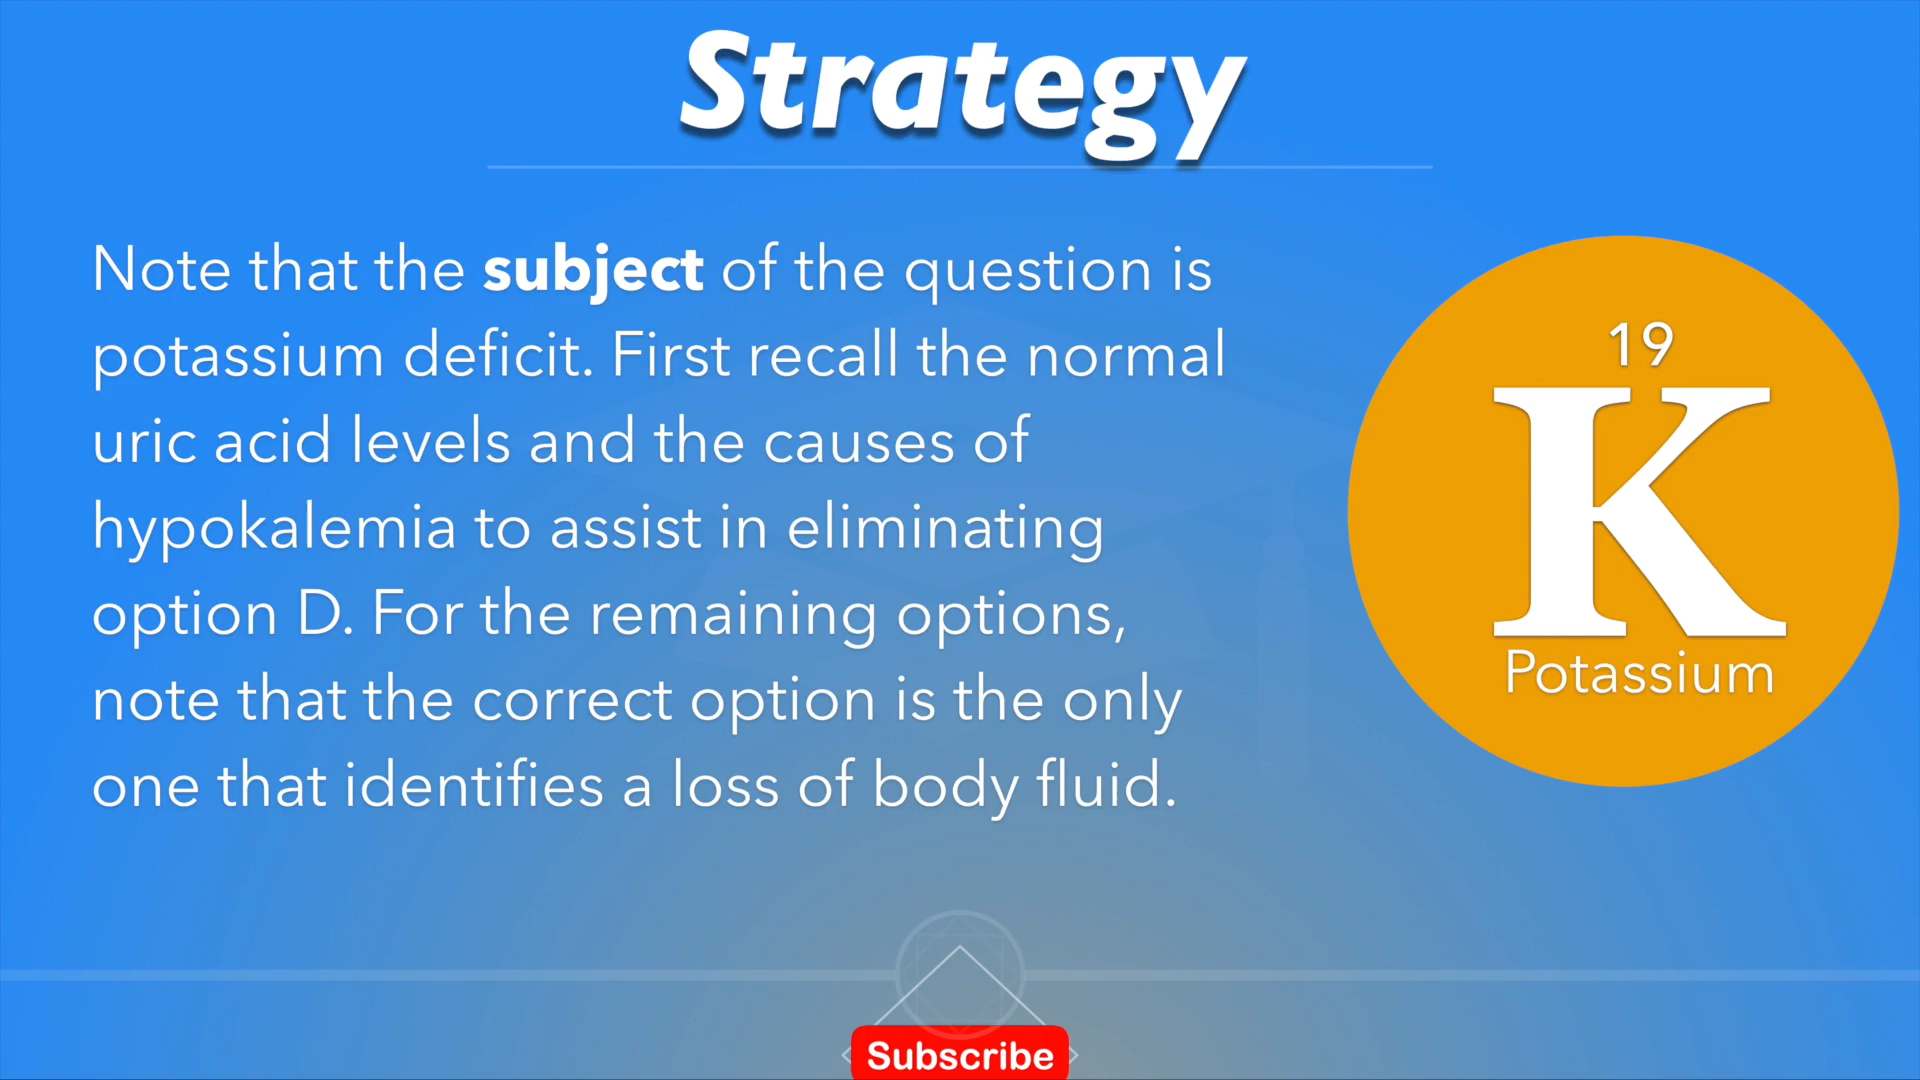 Strategy
Note that the subject of the question is
potassium deficit. First recall the normal
uric acid levels and the causes of
hypokalemia to assist in eliminating
option D. For the remaining options,
note that the correct option is the only
one that identifies a loss of body fluid.
19
K
Potassium
Subscribe